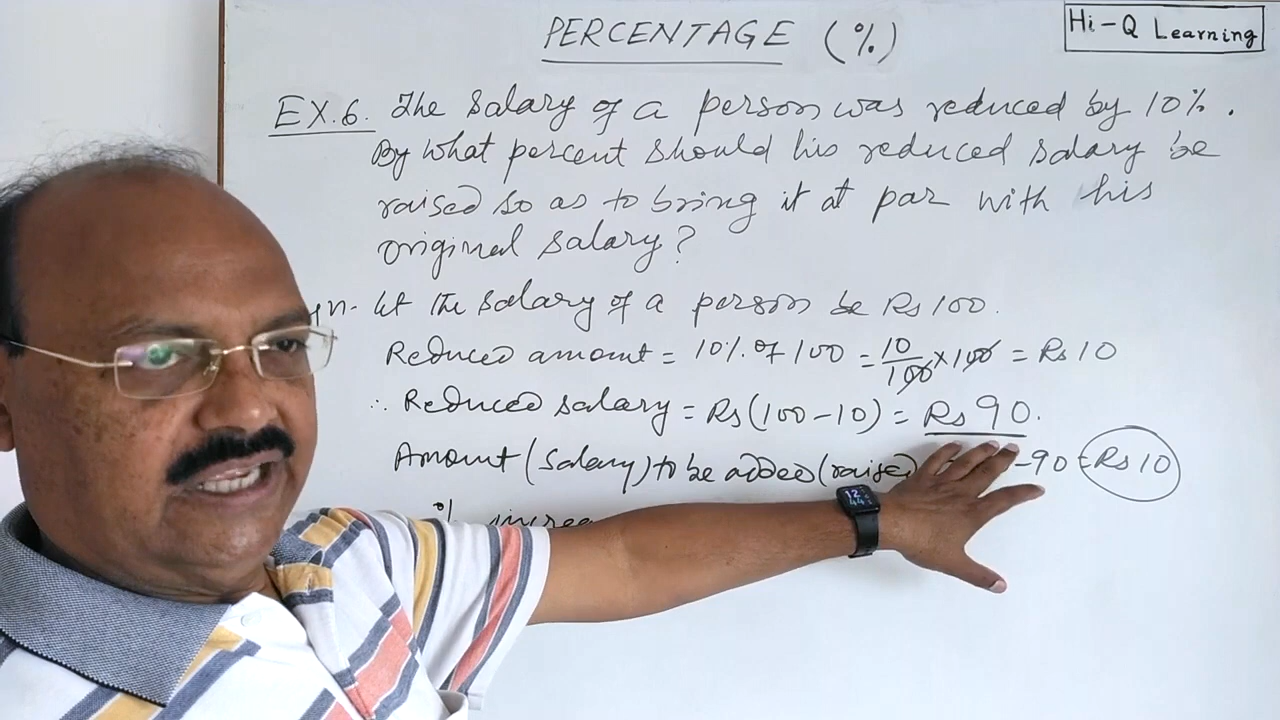 PERCENTAGE (%)
Hi-Q Learning
EX.6. The salary of a person was reduced by 10%.
By what percent should his reduced salary be
raised so as to bring it at par with his
original salary?
Let the salary of a person be Rs 100.
Reduced amount = 10% of 100 = 10/100 × 100 = Rs 10
∴ Reduced salary = Rs (100 - 10) = Rs 90.
Amount (salary) to be added (raised) - 90 = Rs 10
%
12
44